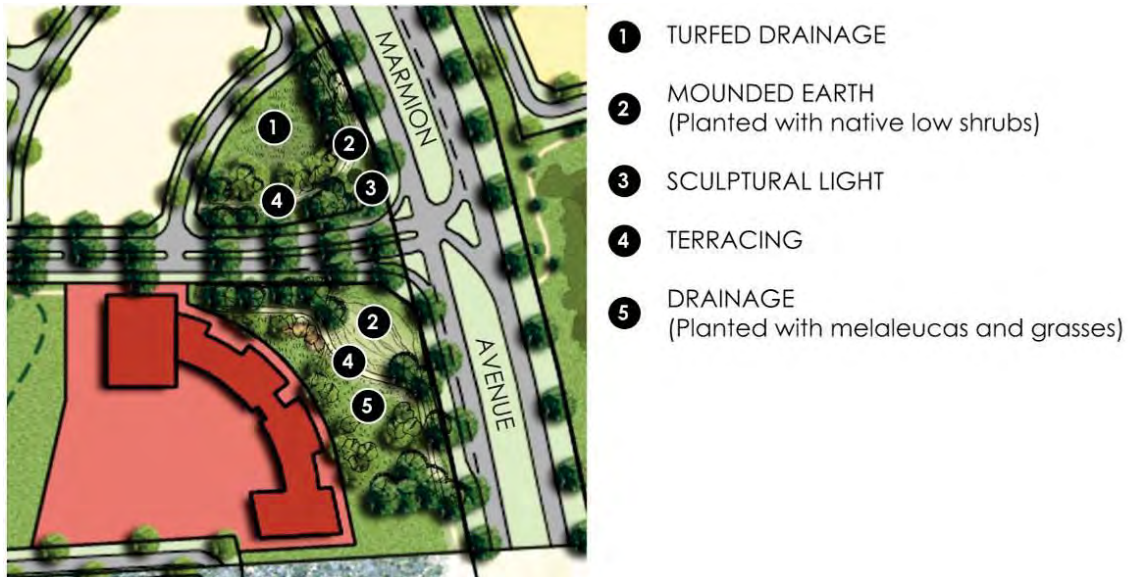 MARMION
AVENUE
1
2
3
4
2
4
5
1 TURFED DRAINAGE
2 MOUNDED EARTH
(Planted with native low shrubs)
3 SCULPTURAL LIGHT
4 TERRACING
5 DRAINAGE
(Planted with melaleucas and grasses)